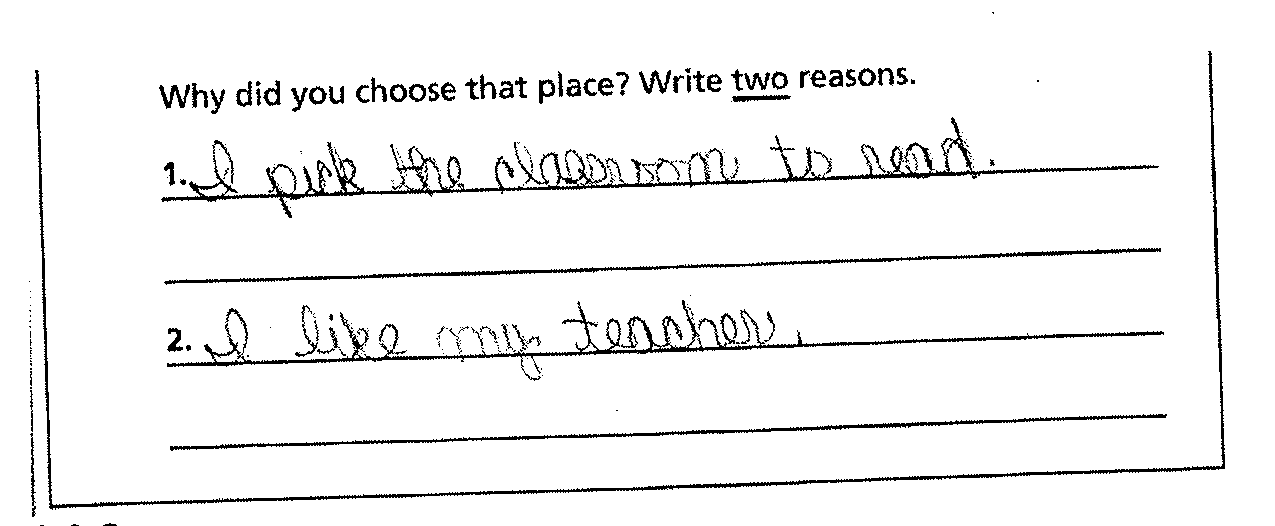 Why did you choose that place? Write two reasons.
1. I pick the classroom to read.
2. I like my teacher.